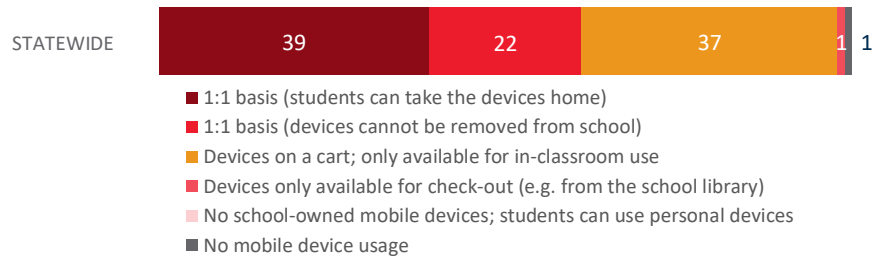 STATEWIDE 39 22 37 1 1
1:1 basis (students can take the devices home)
1:1 basis (devices cannot be removed from school)
Devices on a cart; only available for in-classroom use
Devices only available for check-out (e.g. from the school library)
No school-owned mobile devices; students can use personal devices
No mobile device usage